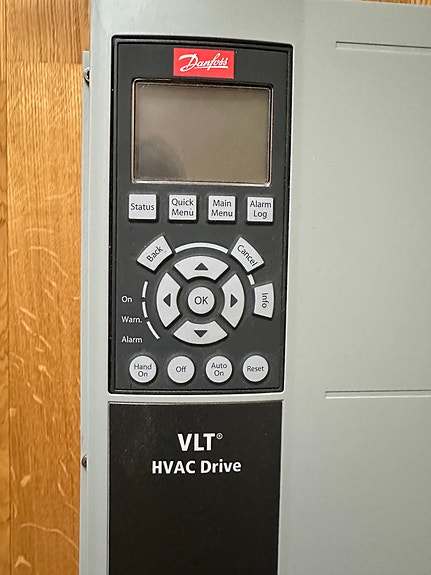 Danfoss
Status
Quick
Menu
Main
Menu
Alarm
Log
Back
Cancel
Info
OK
On
Warn.
Alarm
Hand
On
Off
Auto
On
Reset
VLT®
HVAC Drive